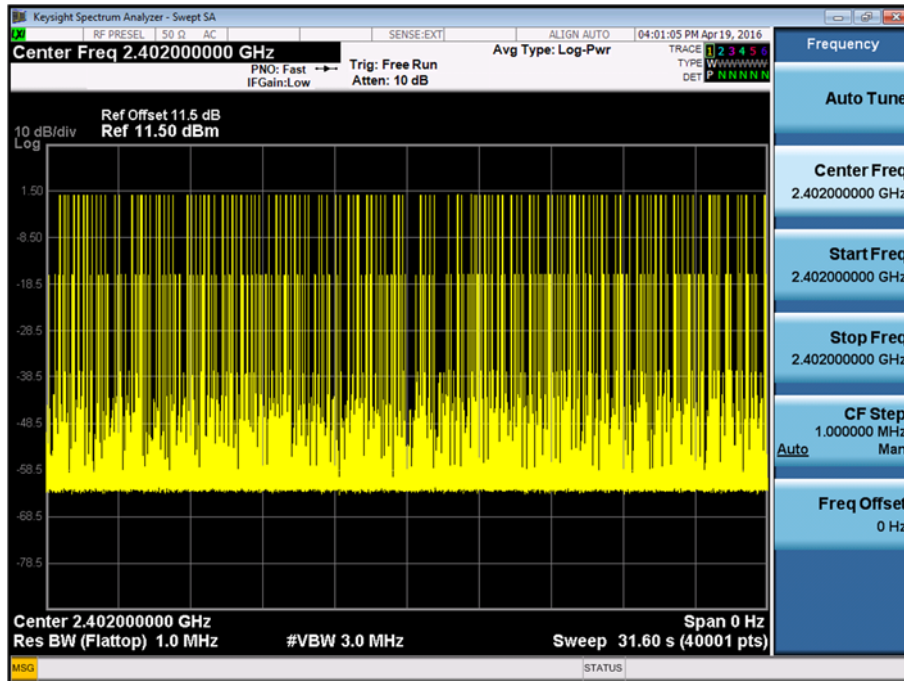 Keysight Spectrum Analyzer - Swept SA
LXI RF PRESEL 50 Ω AC SENSE:EXT ALIGN AUTO 04:01:05 PM Apr 19, 2016
Center Freq 2.402000000 GHz
PNO: Fast
IFGain:Low
Trig: Free Run
Atten: 10 dB
Avg Type: Log-Pwr
TRACE 1 2 3 4 5 6
TYPE WWWWWW
DET P N N N N N
Ref Offset 11.5 dB
10 dB/div Ref 11.50 dBm
Log
1.50
-8.50
-18.5
-28.5
-38.5
-48.5
-58.5
-68.5
-78.5
Center 2.402000000 GHz Span 0 Hz
Res BW (Flattop) 1.0 MHz #VBW 3.0 MHz Sweep 31.60 s (40001 pts)
MSG STATUS
Frequency
Auto Tune
Center Freq
2.402000000 GHz
Start Freq
2.402000000 GHz
Stop Freq
2.402000000 GHz
CF Step
1.000000 MHz
Auto Man
Freq Offset
0 Hz